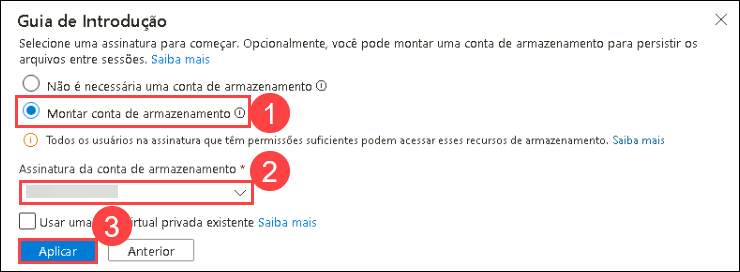 Guia de Introdução
Selecione uma assinatura para começar. Opcionalmente, você pode montar uma conta de armazenamento para persistir os
arquivos entre sessões. Saiba mais
Não é necessária uma conta de armazenamento
Montar conta de armazenamento
1
Todos os usuários na assinatura que têm permissões suficientes podem acessar esses recursos de armazenamento. Saiba mais
Assinatura da conta de armazenamento *
2
Usar uma virtual privada existente Saiba mais
3
Aplicar Anterior